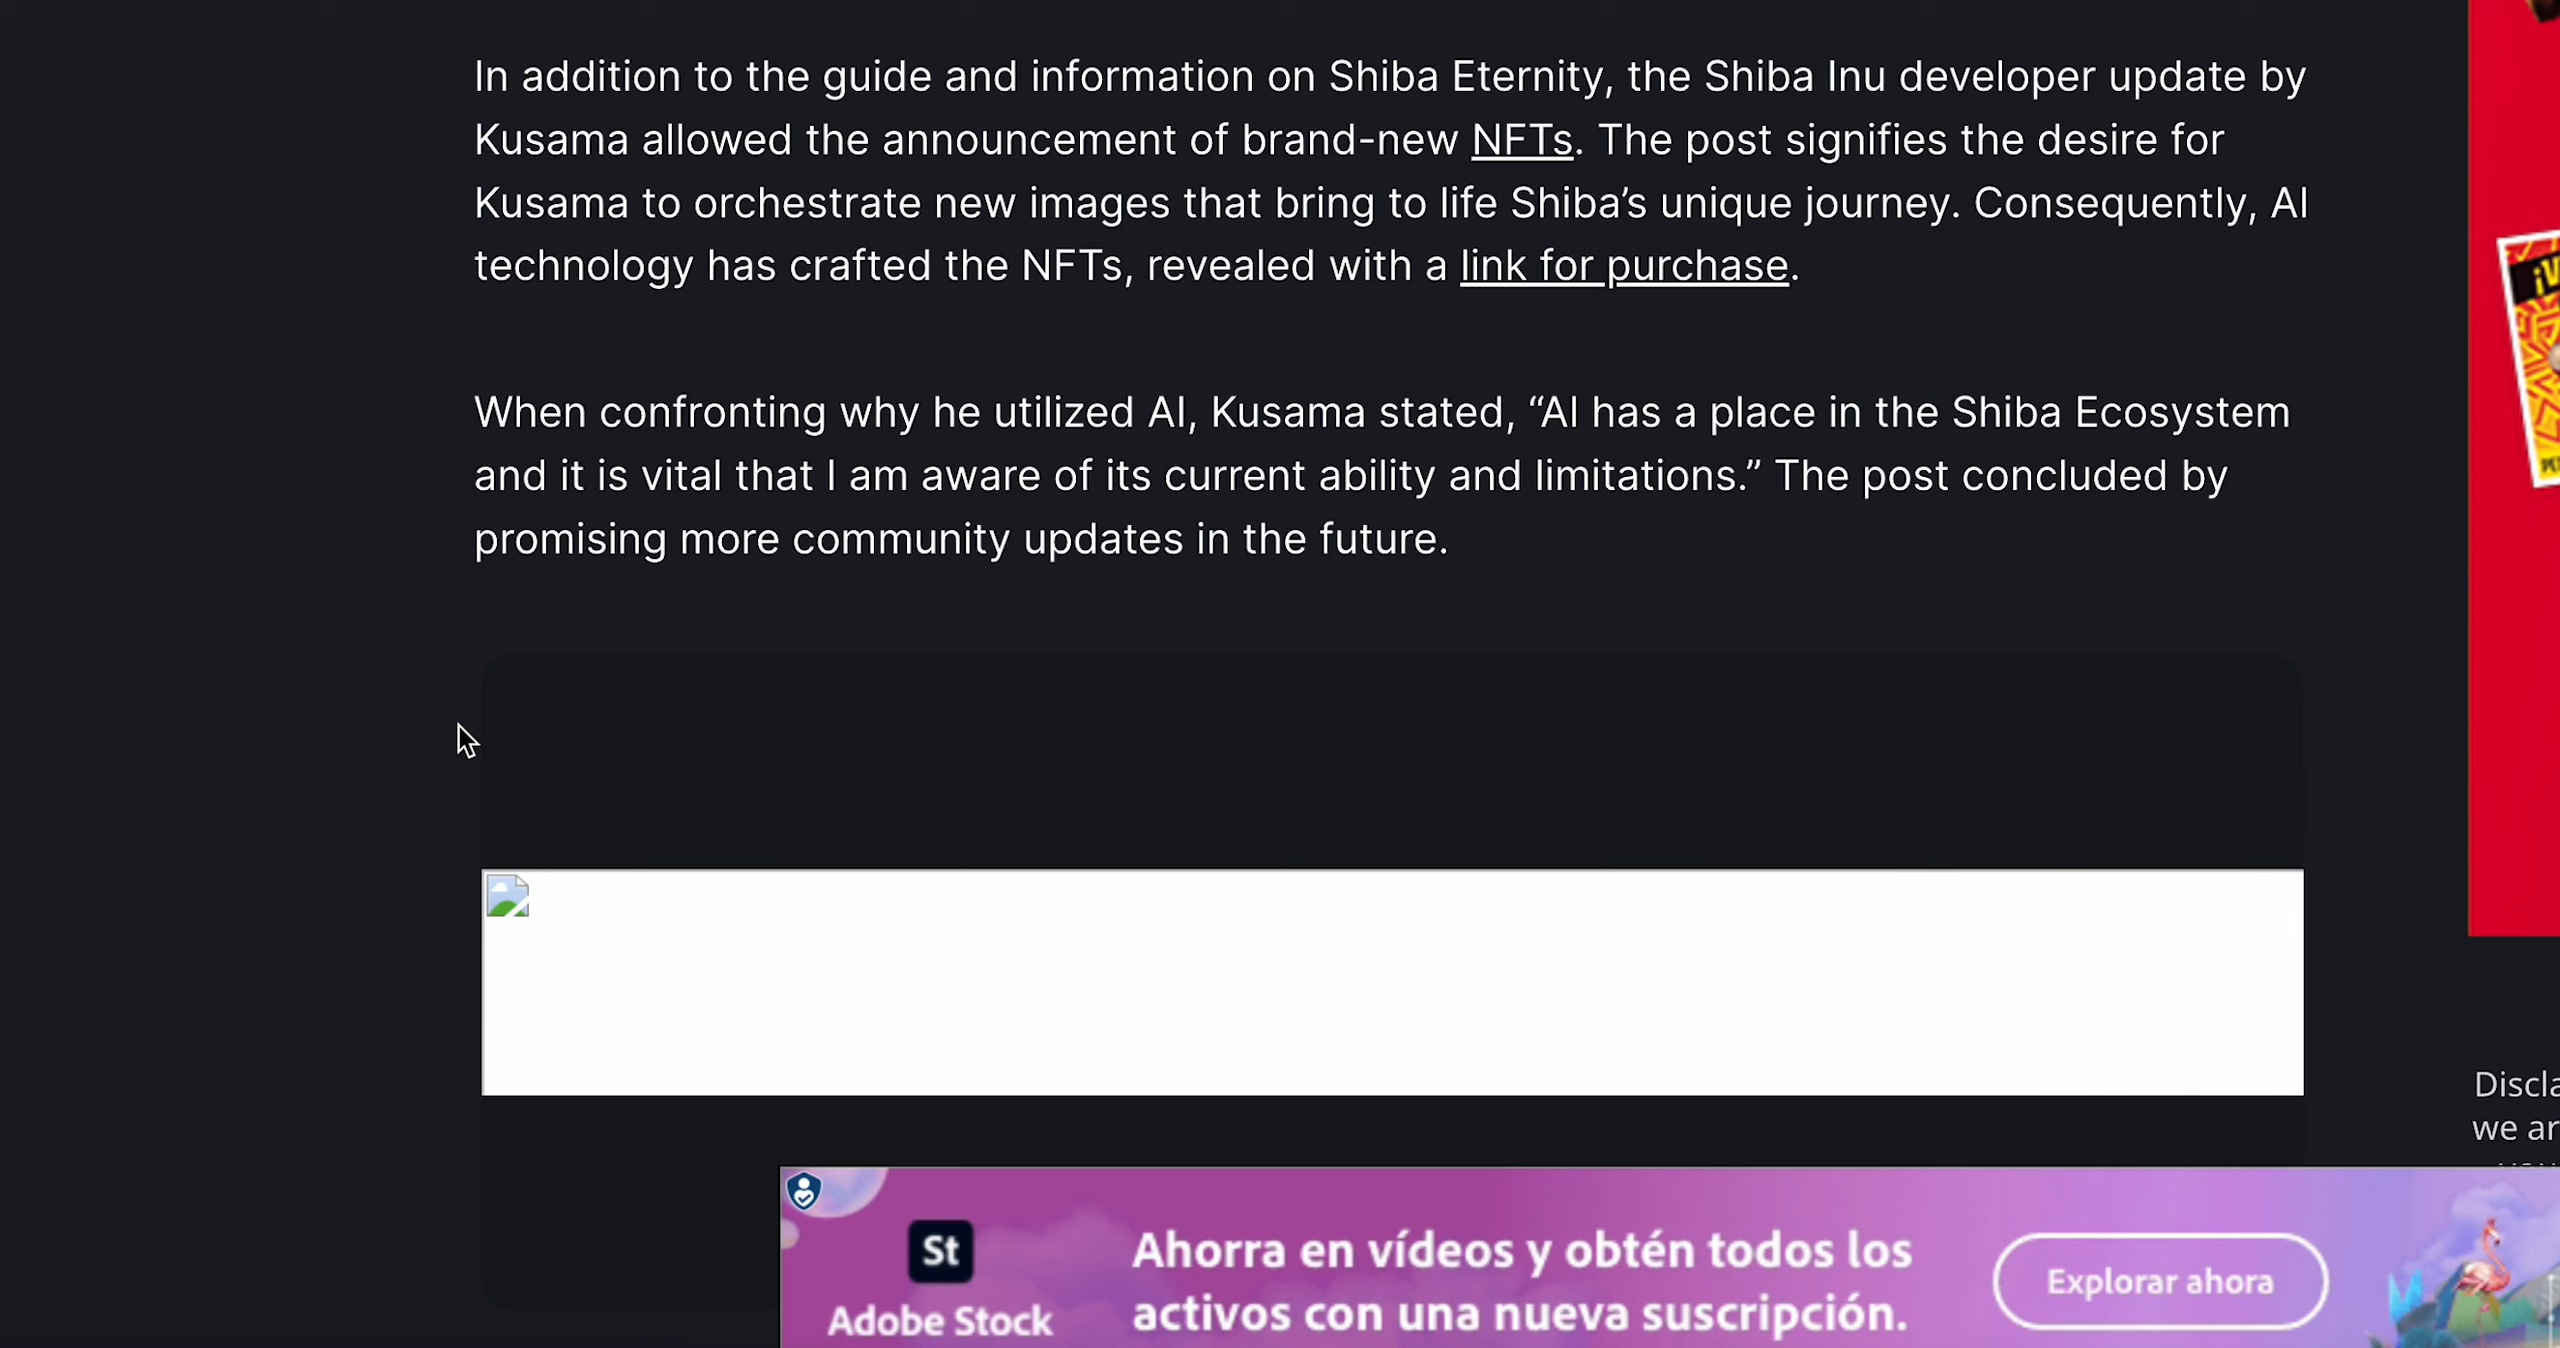 In addition to the guide and information on Shiba Eternity, the Shiba Inu developer update by
Kusama allowed the announcement of brand-new NFTs. The post signifies the desire for
Kusama to orchestrate new images that bring to life Shiba’s unique journey. Consequently, AI
technology has crafted the NFTs, revealed with a link for purchase.
When confronting why he utilized AI, Kusama stated, “AI has a place in the Shiba Ecosystem
and it is vital that I am aware of its current ability and limitations.” The post concluded by
promising more community updates in the future.
Discla
we ar
St
Adobe Stock
Ahorra en vídeos y obtén todos los
activos con una nueva suscripción.
Explorar ahora